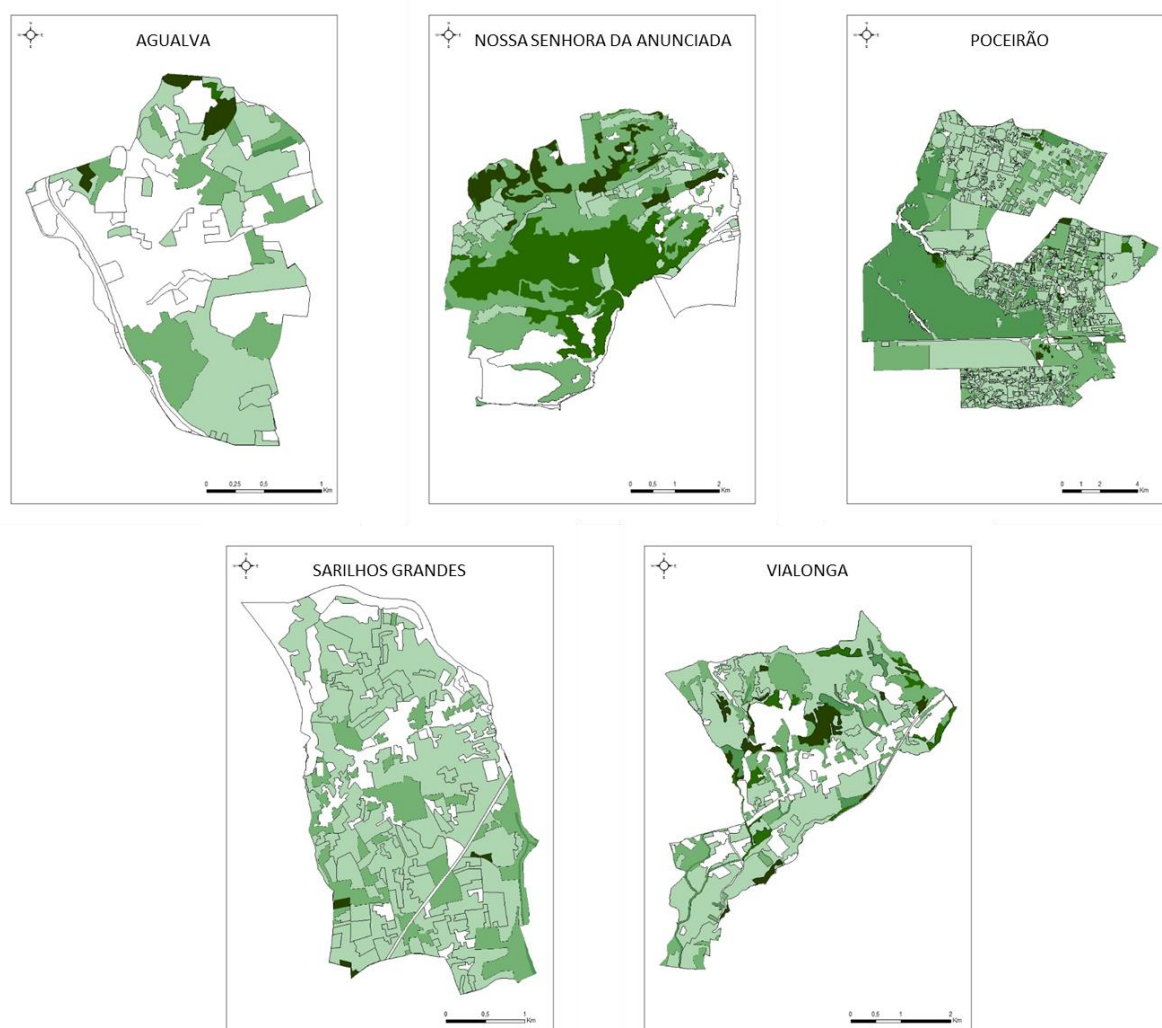 AGUALVA
0 0,25 0,5 1
Km
NOSSA SENHORA DA ANUNCIADA
0 0,5 1 2
Km
POCEIRÃO
0 1 2 4
Km
SARILHOS GRANDES
0 0,5 1
Km
VIALONGA
0 0,5 1 2
Km